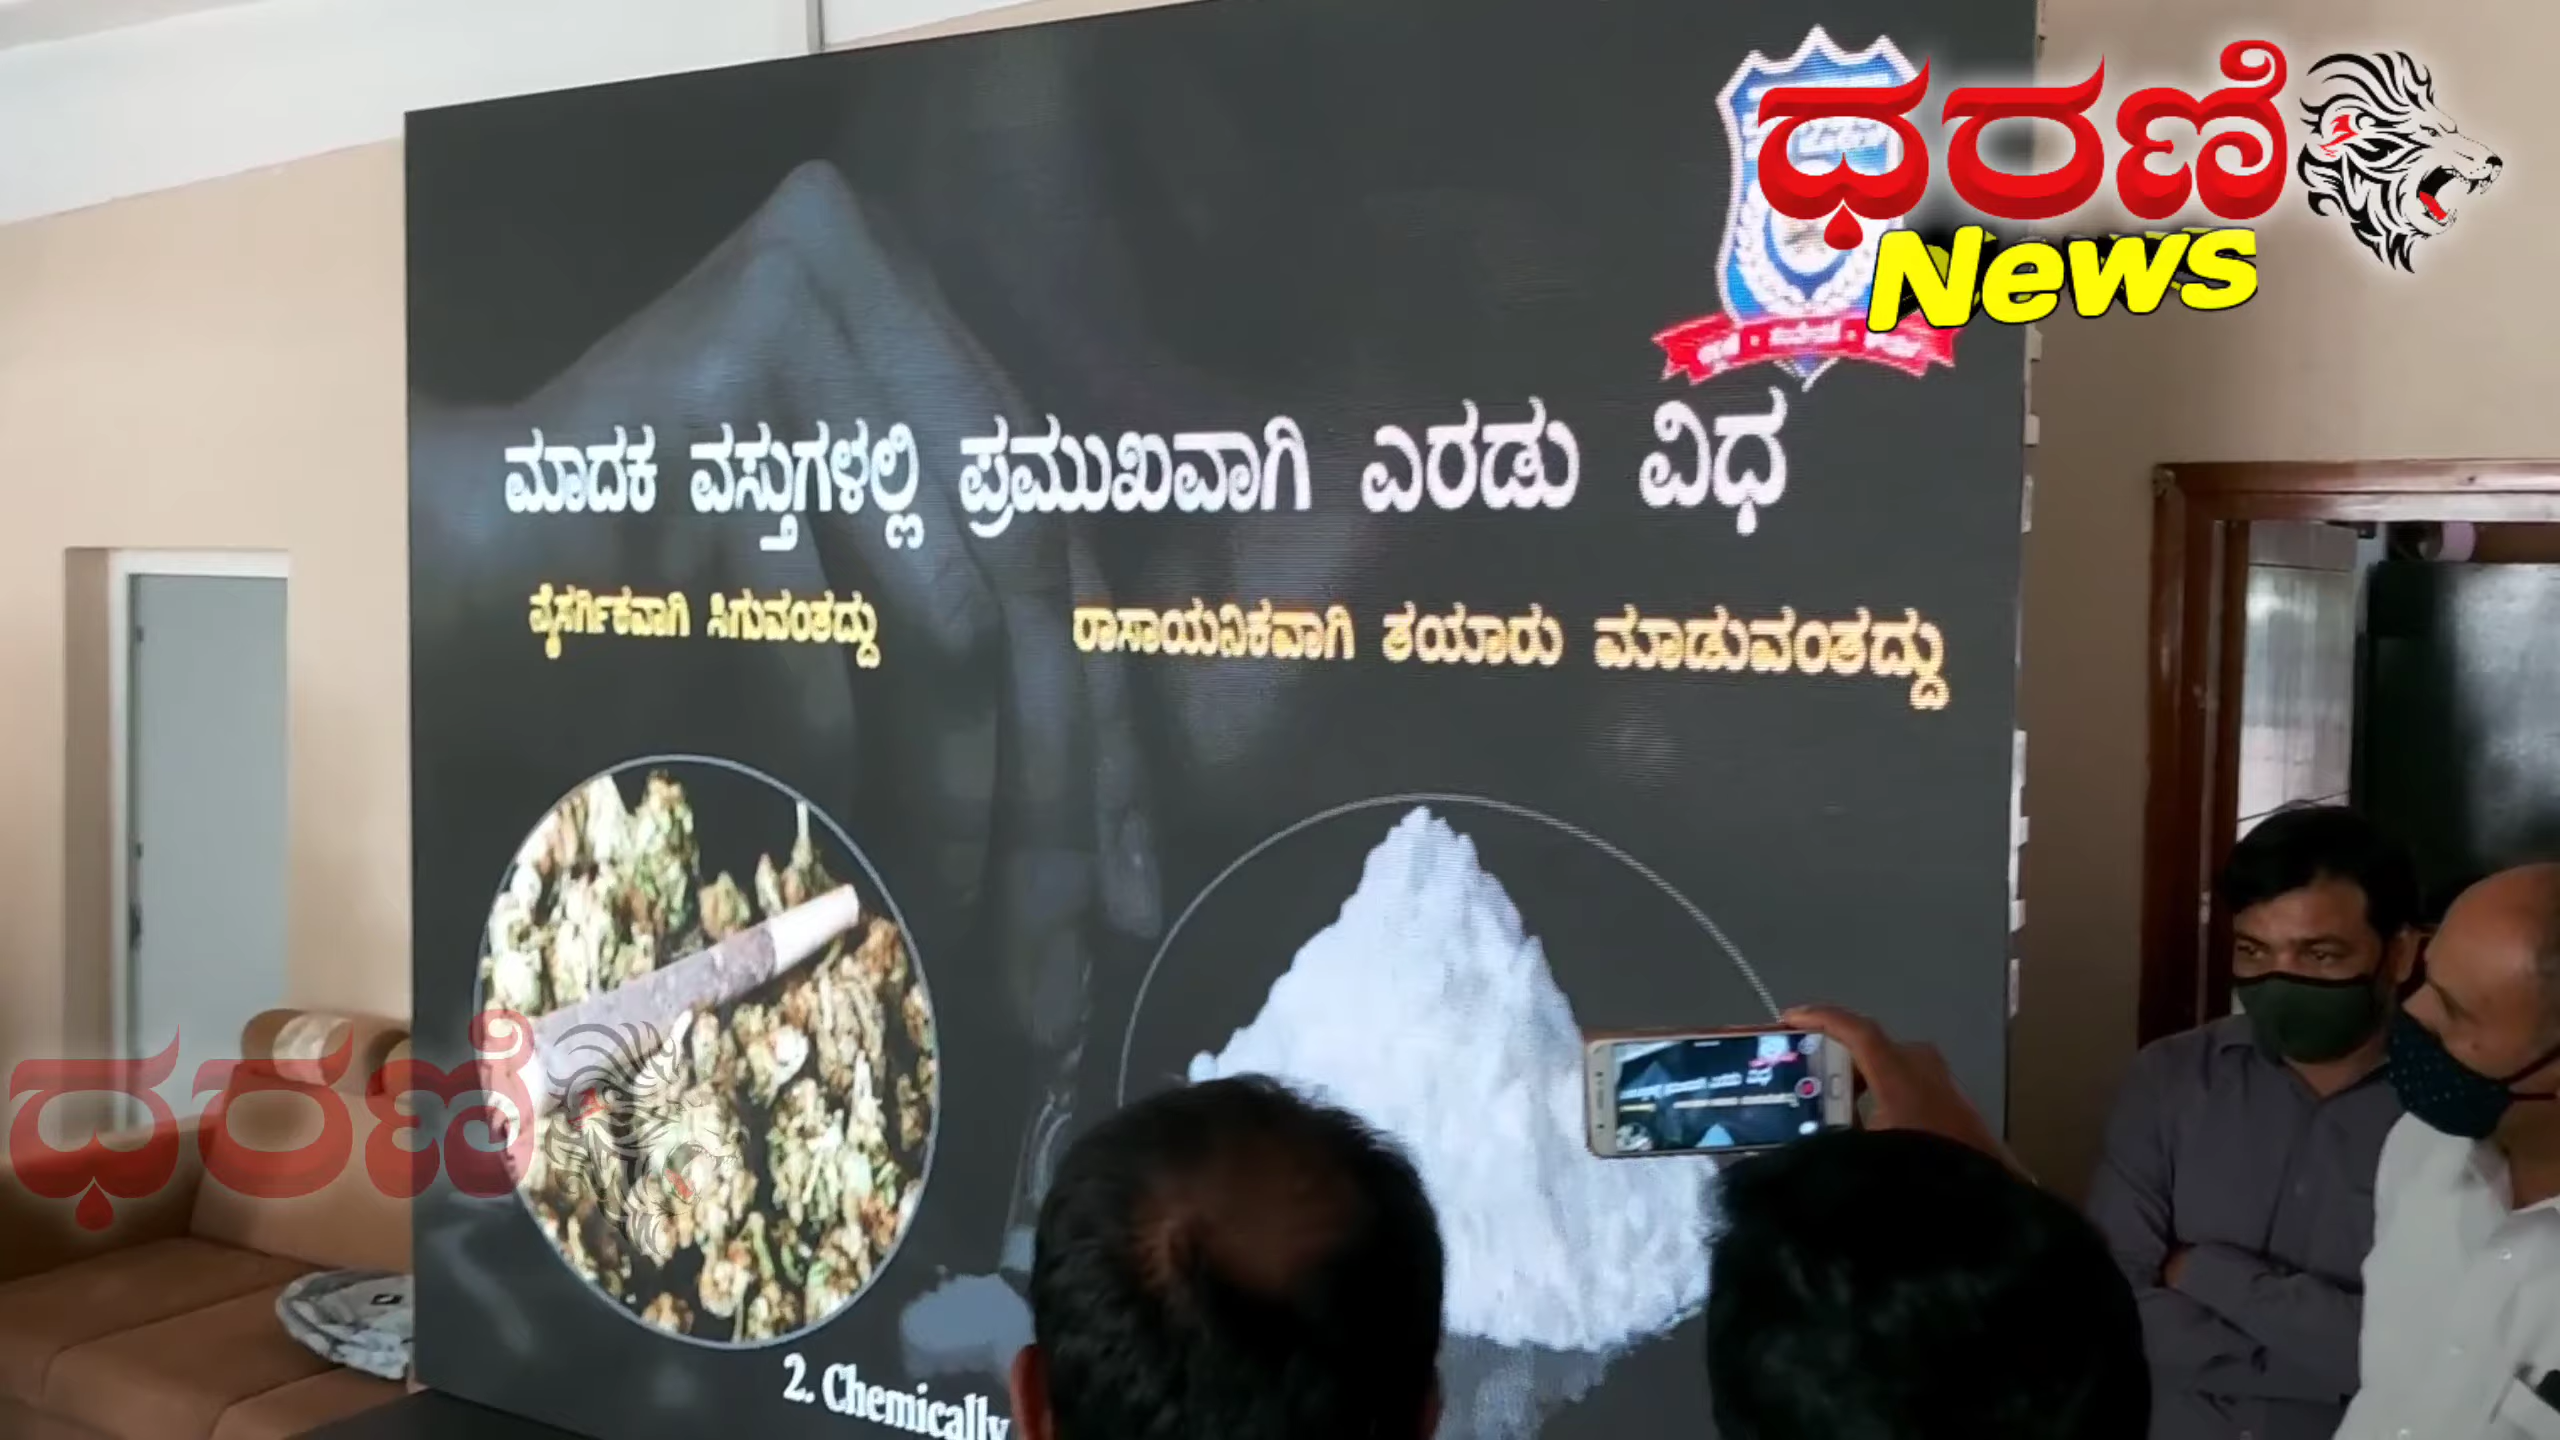 ಧರಣಿ
News
ಮಾದಕ ವಸ್ತುಗಳಲ್ಲಿ ಪ್ರಮುಖವಾಗಿ ಎರಡು ವಿಧ
ನೈಸರ್ಗಿಕವಾಗಿ ಸಿಗುವಂತದ್ದು
ರಾಸಾಯನಿಕವಾಗಿ ತಯಾರು ಮಾಡುವಂತದ್ದು
ಧರಣಿ
2. Chemically